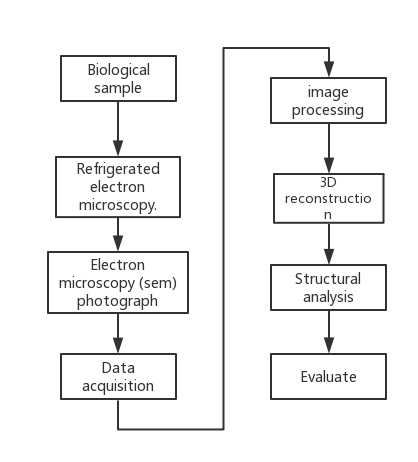 Biological
sample
Refrigerated
electron
microscopy.
Electron
microscopy (sem)
photograph
Data
acquisition
image
processing
3D
reconstructio
n
Structural
analysis
Evaluate